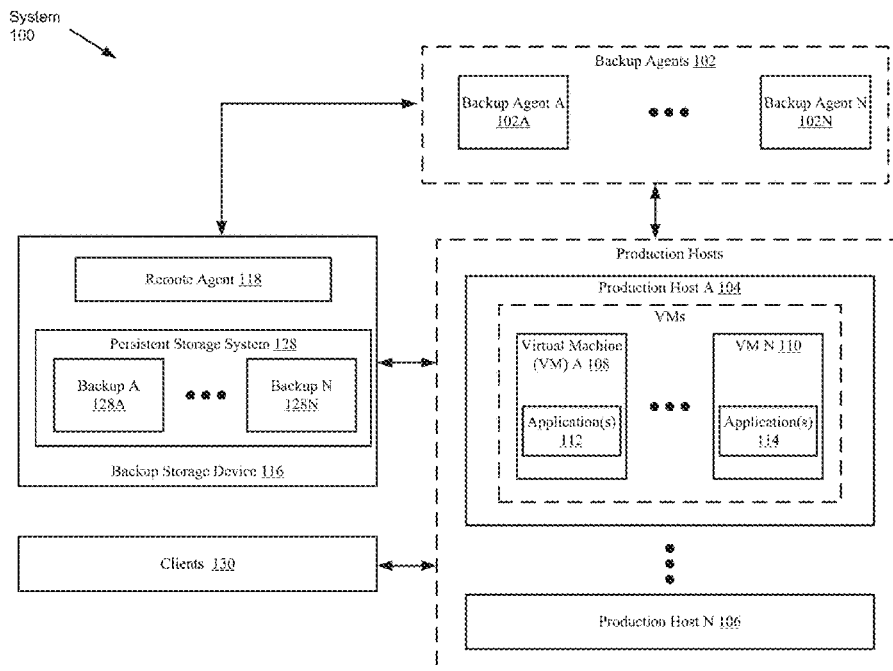 System
100
Backup Agents 102
Backup Agent A
102A
Backup Agent N
102N
Remote Agent 118
Persistent Storage System 128
Backup A
128A
Backup N
128N
Backup Storage Device 116
Clients 130
Production Hosts
Production Host A 104
VMs
Virtual Machine
(VM) A 108
Application(s)
112
VM N 110
Application(s)
114
Production Host N 106